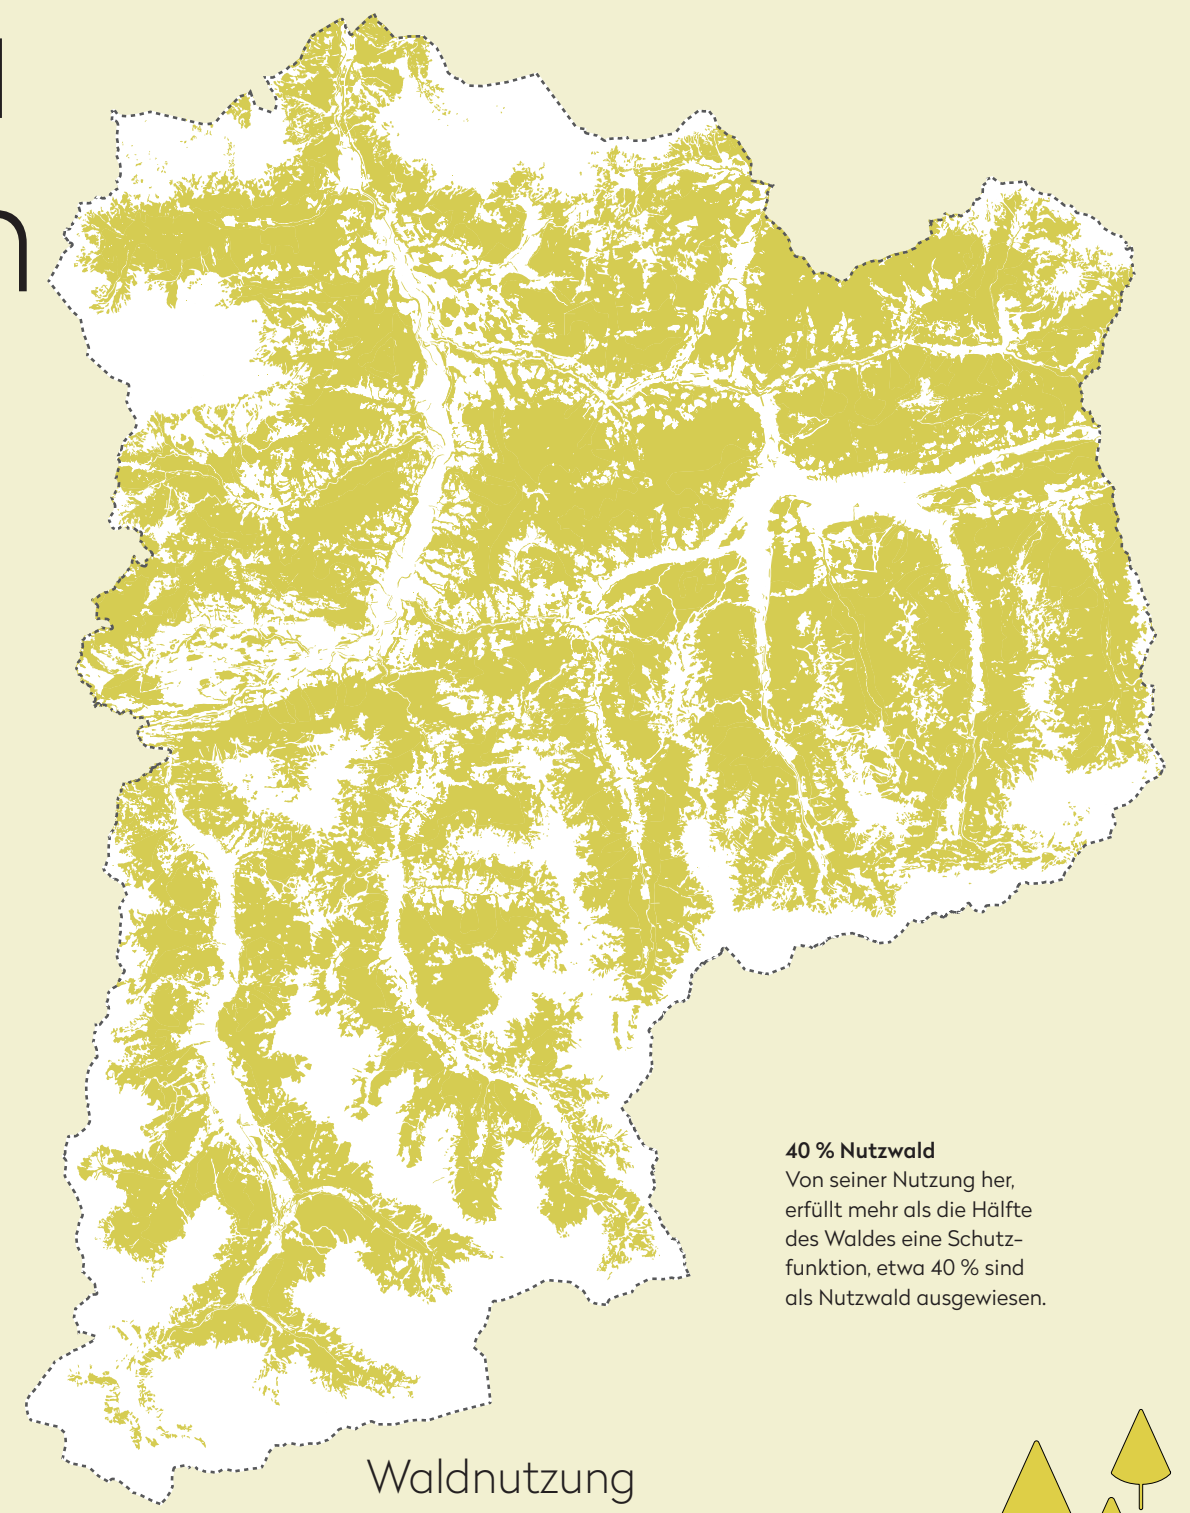 40 % Nutzwald
Von seiner Nutzung her,
erfüllt mehr als die Hälfte
des Waldes eine Schutz-
funktion, etwa 40 % sind
als Nutzwald ausgewiesen.
Waldnutzung